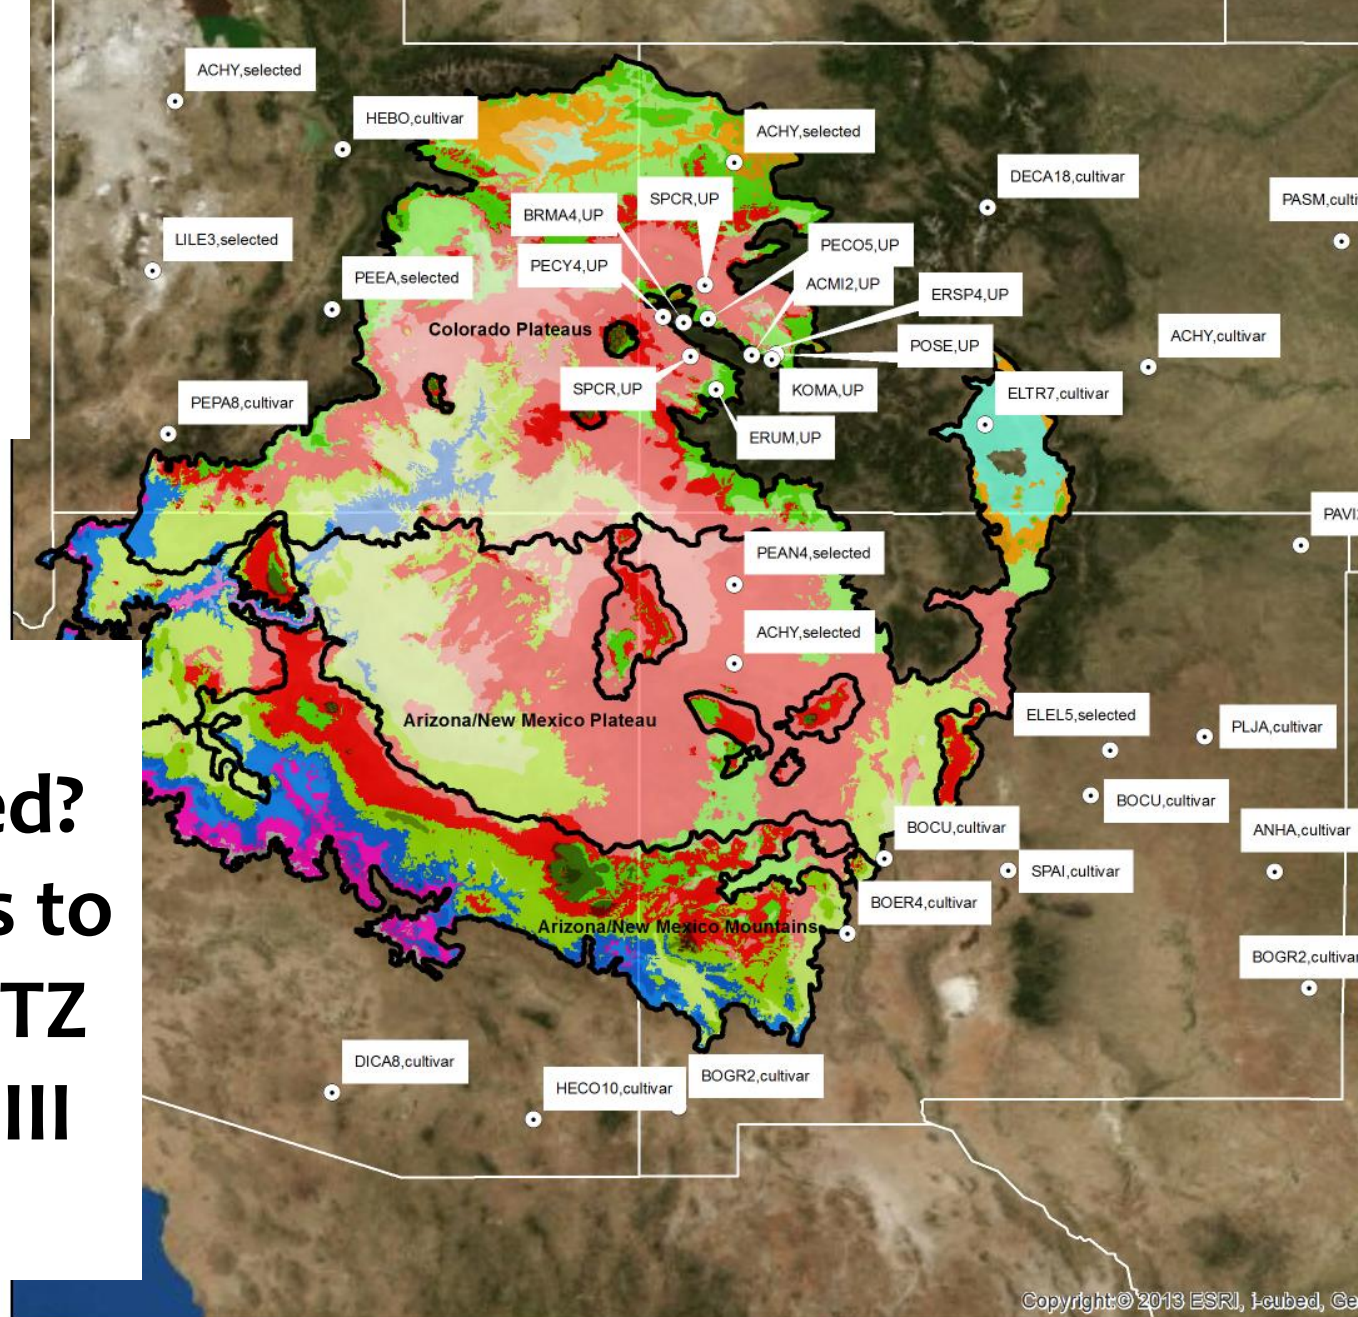 ACHY,selected
HEBO,cultivar
ACHY,selected
DECA18,cultivar
SPCR,UP
PASM,culti
BRMA4,UP
LILE3,selected
PECO5,UP
PECY4,UP
PEEA,selected
ACMI2,UP
ERSP4,UP
Colorado Plateaus
ACHY,cultivar
POSE,UP
SPCR,UP
KOMA,UP
ELTR7,cultivar
PEPA8,cultivar
ERUM,UP
PAVI
PEAN4,selected
ACHY,selected
ELEL5,selected
Arizona/New Mexico Plateau
PLJA,cultivar
ed?
BOCU,cultivar
BOCU,cultivar
ANHA,cultivar
SPAI,cultivar
s to
BOER4,cultivar
Arizona/New Mexico Mountains
BOGR2,cultivar
TZ
DICA8,cultivar
BOGR2,cultivar
HECO10,cultivar
III
Copyright:© 2013 ESRI, i-cubed, Ge